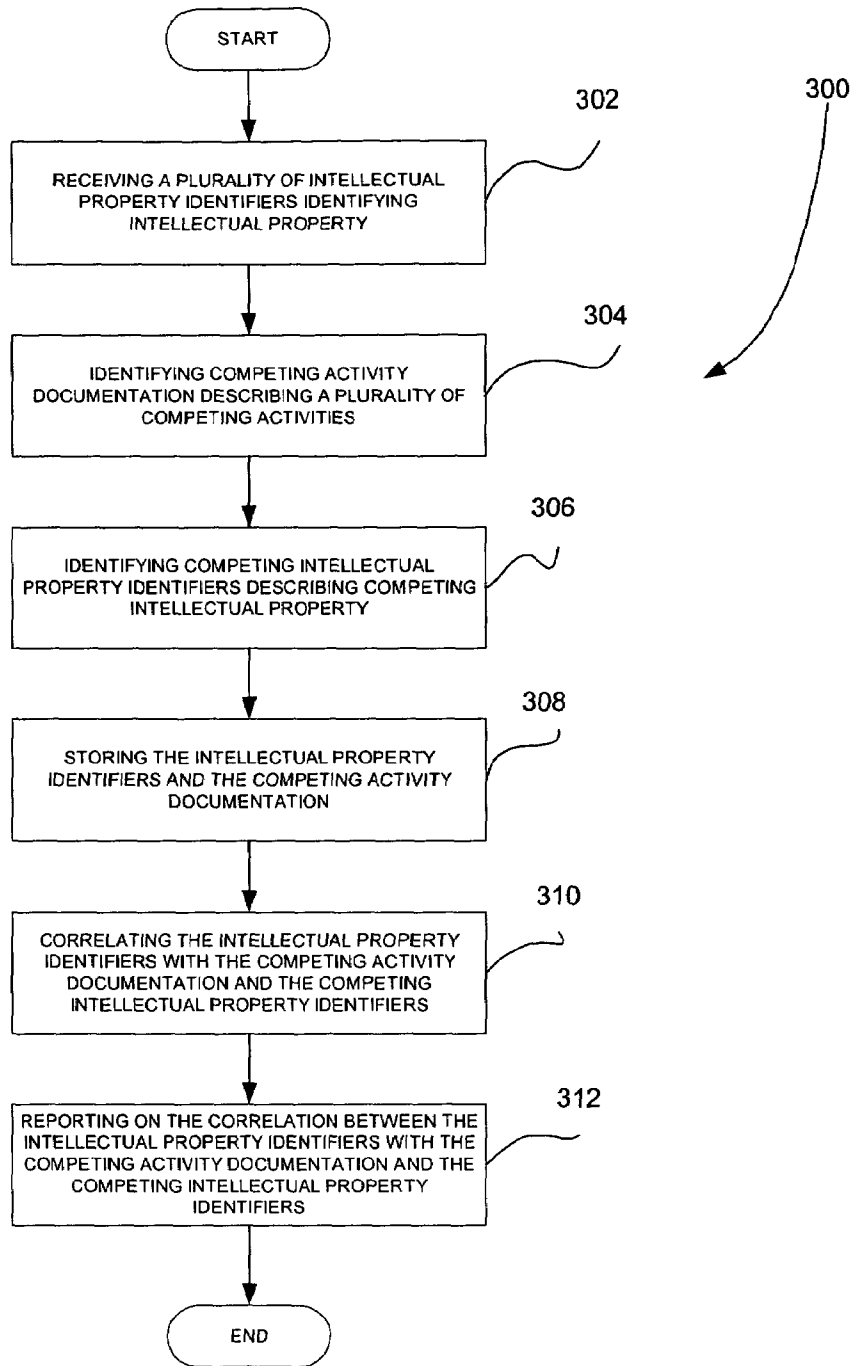 START
302
300
RECEIVING A PLURALITY OF INTELLECTUAL
PROPERTY IDENTIFIERS IDENTIFYING
INTELLECTUAL PROPERTY
304
IDENTIFYING COMPETING ACTIVITY
DOCUMENTATION DESCRIBING A PLURALITY OF
COMPETING ACTIVITIES
306
IDENTIFYING COMPETING INTELLECTUAL
PROPERTY IDENTIFIERS DESCRIBING COMPETING
INTELLECTUAL PROPERTY
308
STORING THE INTELLECTUAL PROPERTY
IDENTIFIERS AND THE COMPETING ACTIVITY
DOCUMENTATION
310
CORRELATING THE INTELLECTUAL PROPERTY
IDENTIFIERS WITH THE COMPETING ACTIVITY
DOCUMENTATION AND THE COMPETING
INTELLECTUAL PROPERTY IDENTIFIERS
312
REPORTING ON THE CORRELATION BETWEEN THE
INTELLECTUAL PROPERTY IDENTIFIERS WITH THE
COMPETING ACTIVITY DOCUMENTATION AND THE
COMPETING INTELLECTUAL PROPERTY
IDENTIFIERS
END